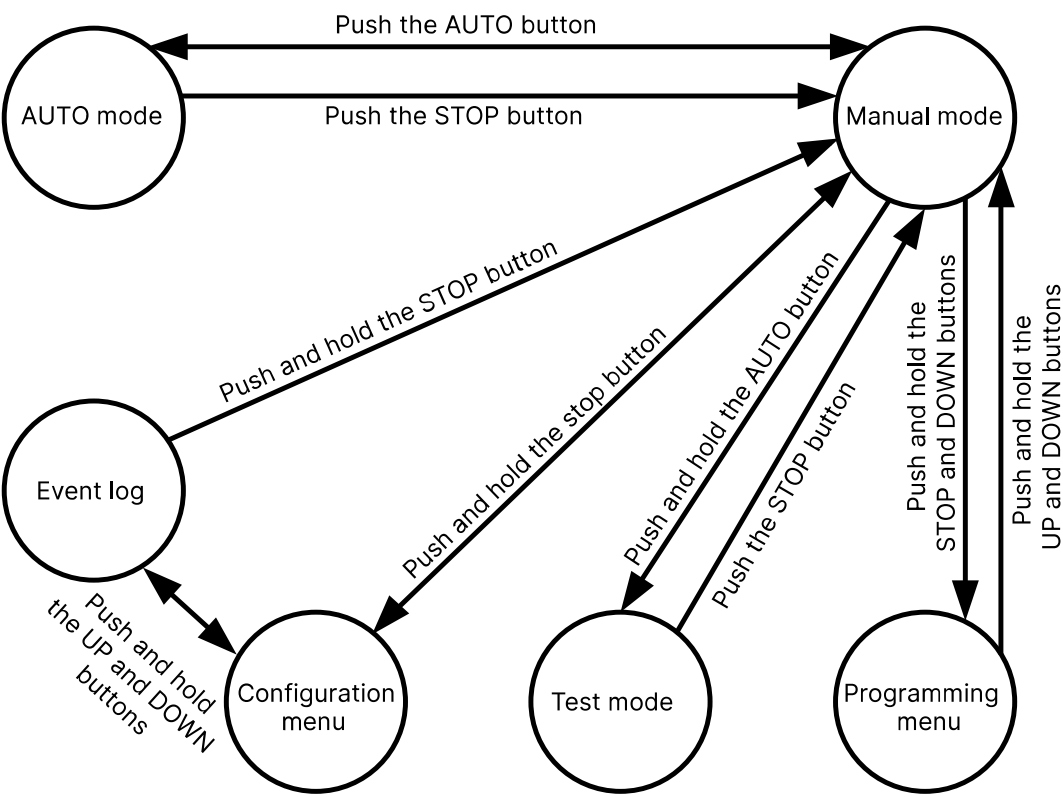 Push the AUTO button
AUTO mode
Manual mode
Push the STOP button
Push and hold the STOP button
Push and hold the stop button
Push and hold the AUTO button
Push the STOP button
Push and hold the
STOP and DOWN buttons
Push and hold the
UP and DOWN buttons
Event log
Push and hold
the UP and DOWN
buttons
Configuration
menu
Test mode
Programming
menu